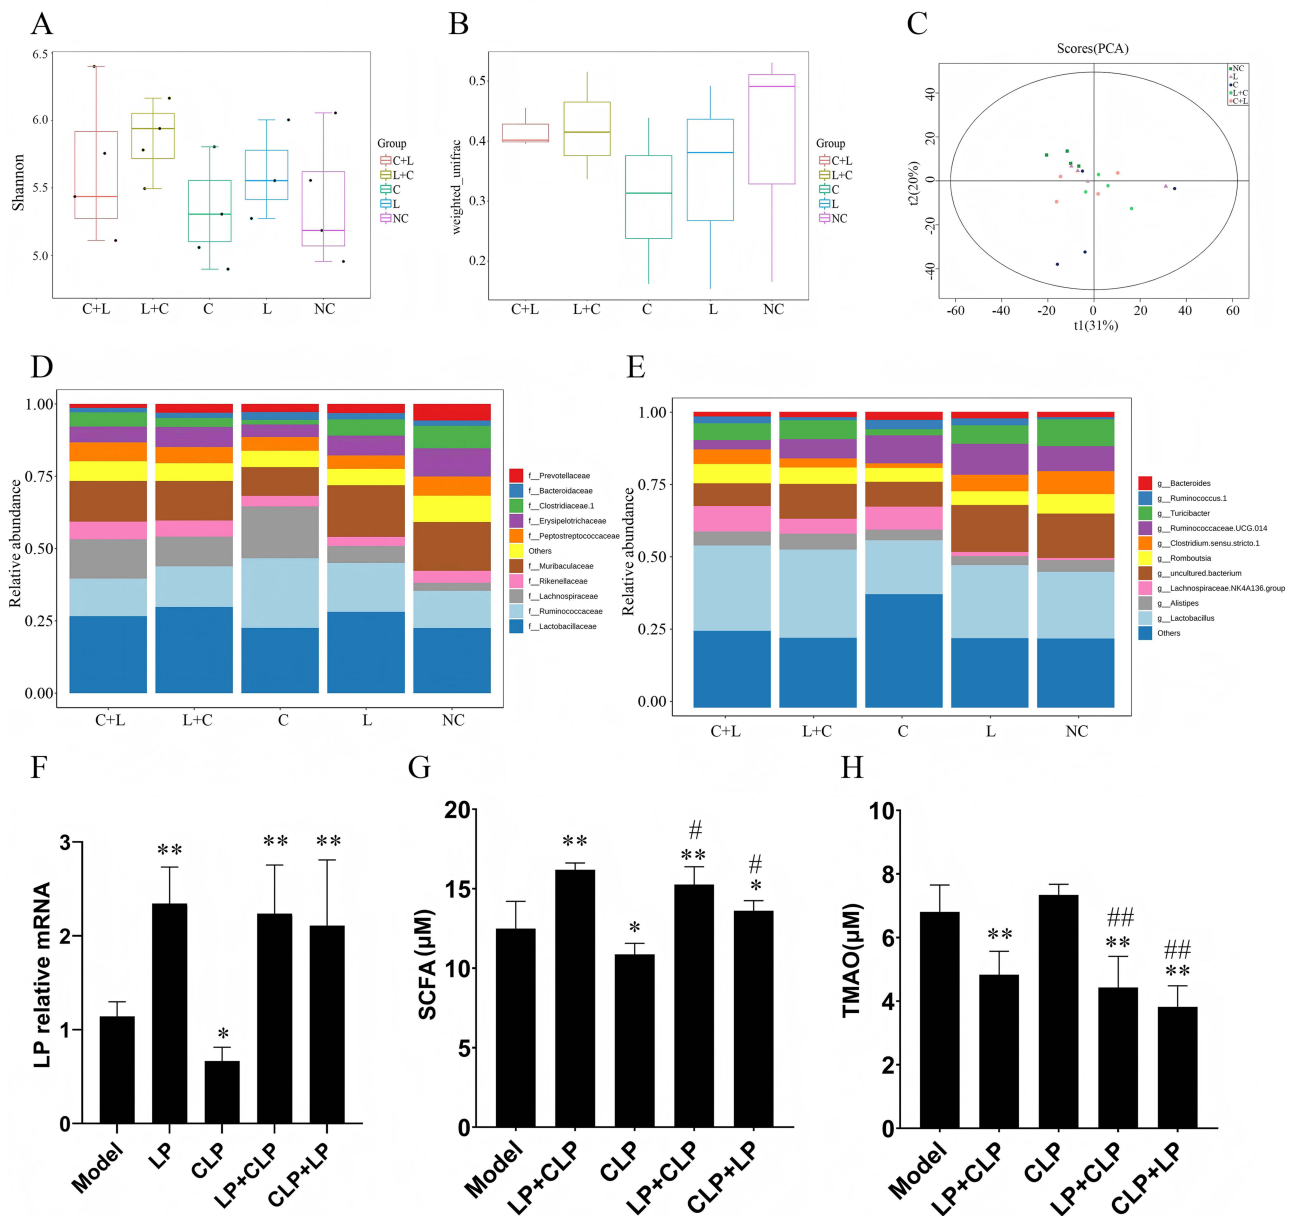 A
6.5
6.0
5.5
5.0
Shannon
C+L
L+C
C
L
NC
Group
C+L
L+C
C
L
NC
B
0.5
0.4
0.3
0.2
weighted_unifrac
C+L
L+C
C
L
NC
Group
C+L
L+C
C
L
NC
C
Scores(PCA)
NC
L
C
L+C
C+L
40
20
0
-20
-40
t2(20%)
-60
-40
-20
0
20
40
60
t1(31%)
D
1.00
0.75
0.50
0.25
0.00
Relative abundance
C+L
L+C
C
L
NC
f__Prevotellaceae
f__Bacteroidaceae
f__Clostridiaceae.1
f__Erysipelotrichaceae
f__Peptostreptococcaceae
Others
f__Muribaculaceae
f__Rikenellaceae
f__Lachnospiraceae
f__Ruminococcaceae
f__Lactobacillaceae
E
1.00
0.75
0.50
0.25
0.00
Relative abundance
C+L
L+C
C
L
NC
g__Bacteroides
g__Ruminococcus.1
g__Turicibacter
g__Ruminococcaceae.UCG.014
g__Clostridium.sensu.stricto.1
g__Romboutsia
g__uncultured.bacterium
g__Lachnospiraceae.NK4A136.group
g__Alistipes
g__Lactobacillus
Others
F
3
2
1
0
LP relative mRNA
**
*
**
**
Model
LP
CLP
LP+CLP
CLP+LP
G
20
15
10
5
0
SCFA(μM)
**
*
#
**
#
*
Model
LP+CLP
CLP
LP+CLP
CLP+LP
H
10
8
6
4
2
0
TMAO(μM)
**
##
**
##
**
Model
LP+CLP
CLP
LP+CLP
CLP+LP